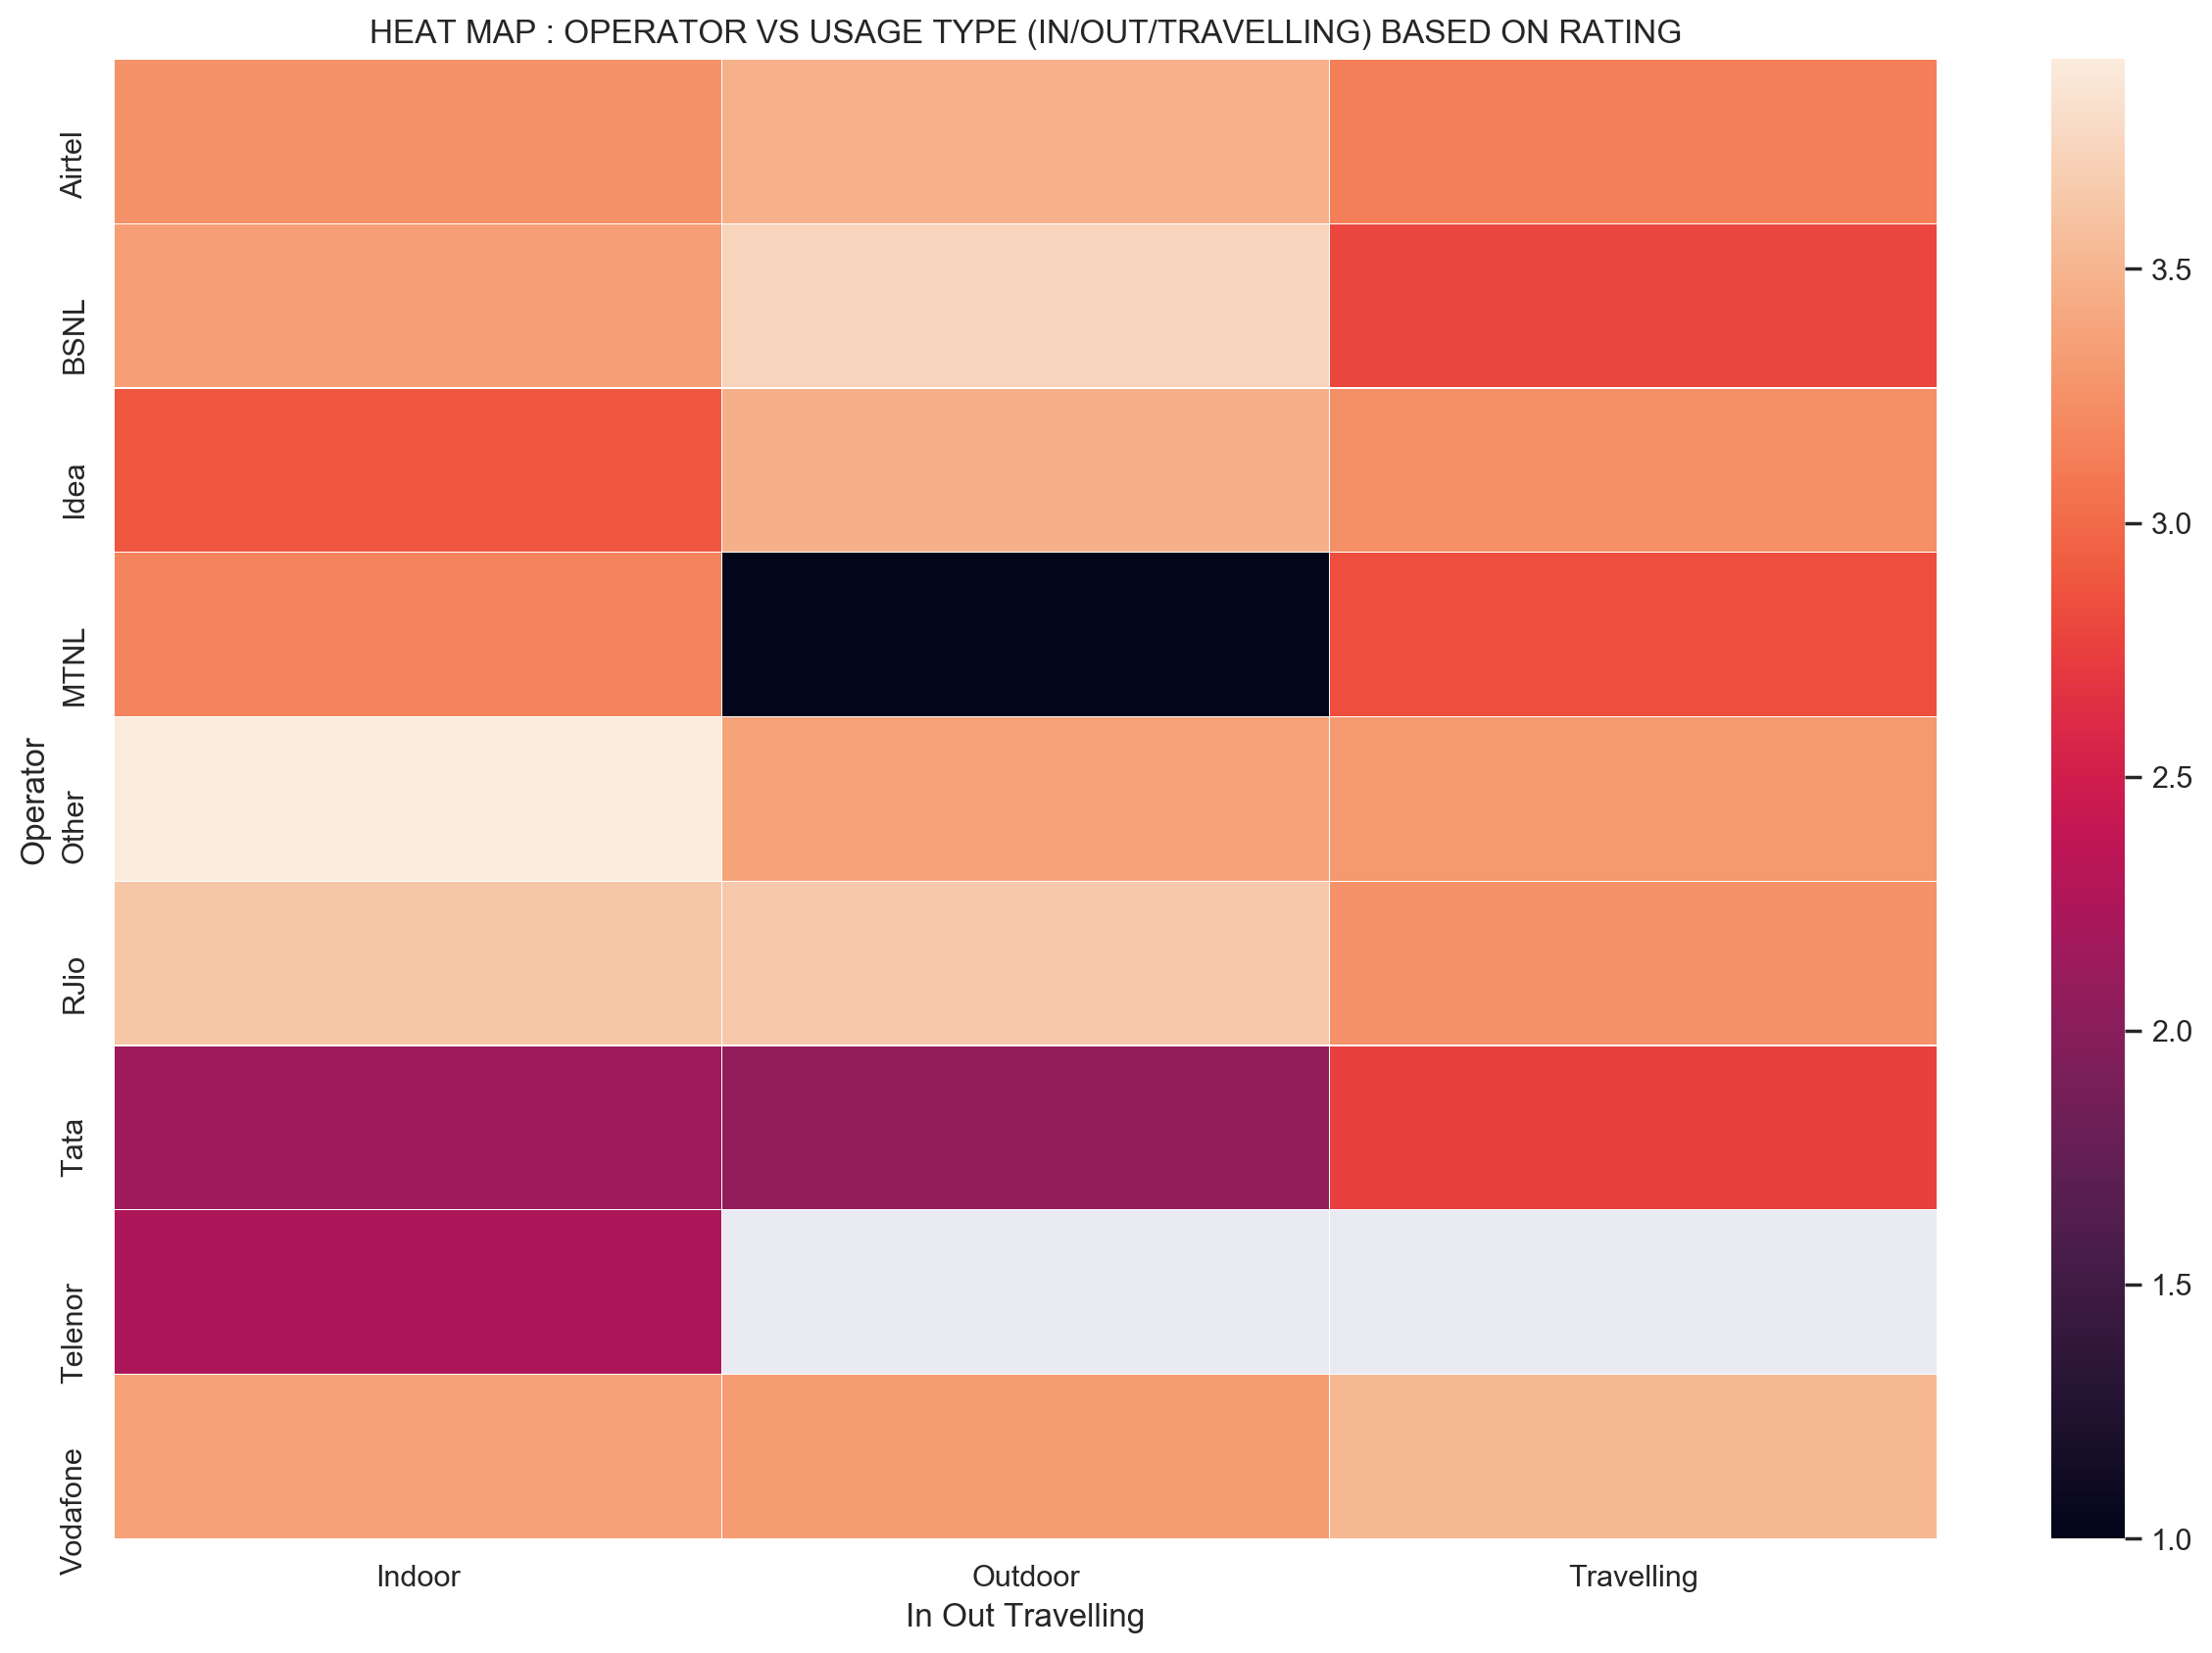 HEAT MAP : OPERATOR VS USAGE TYPE (IN/OUT/TRAVELLING) BASED ON RATING
Operator
Airtel
BSNL
Idea
MTNL
Other
RJio
Tata
Telenor
Vodafone
Indoor
Outdoor
Travelling
In Out Travelling
3.5
3.0
2.5
2.0
1.5
1.0